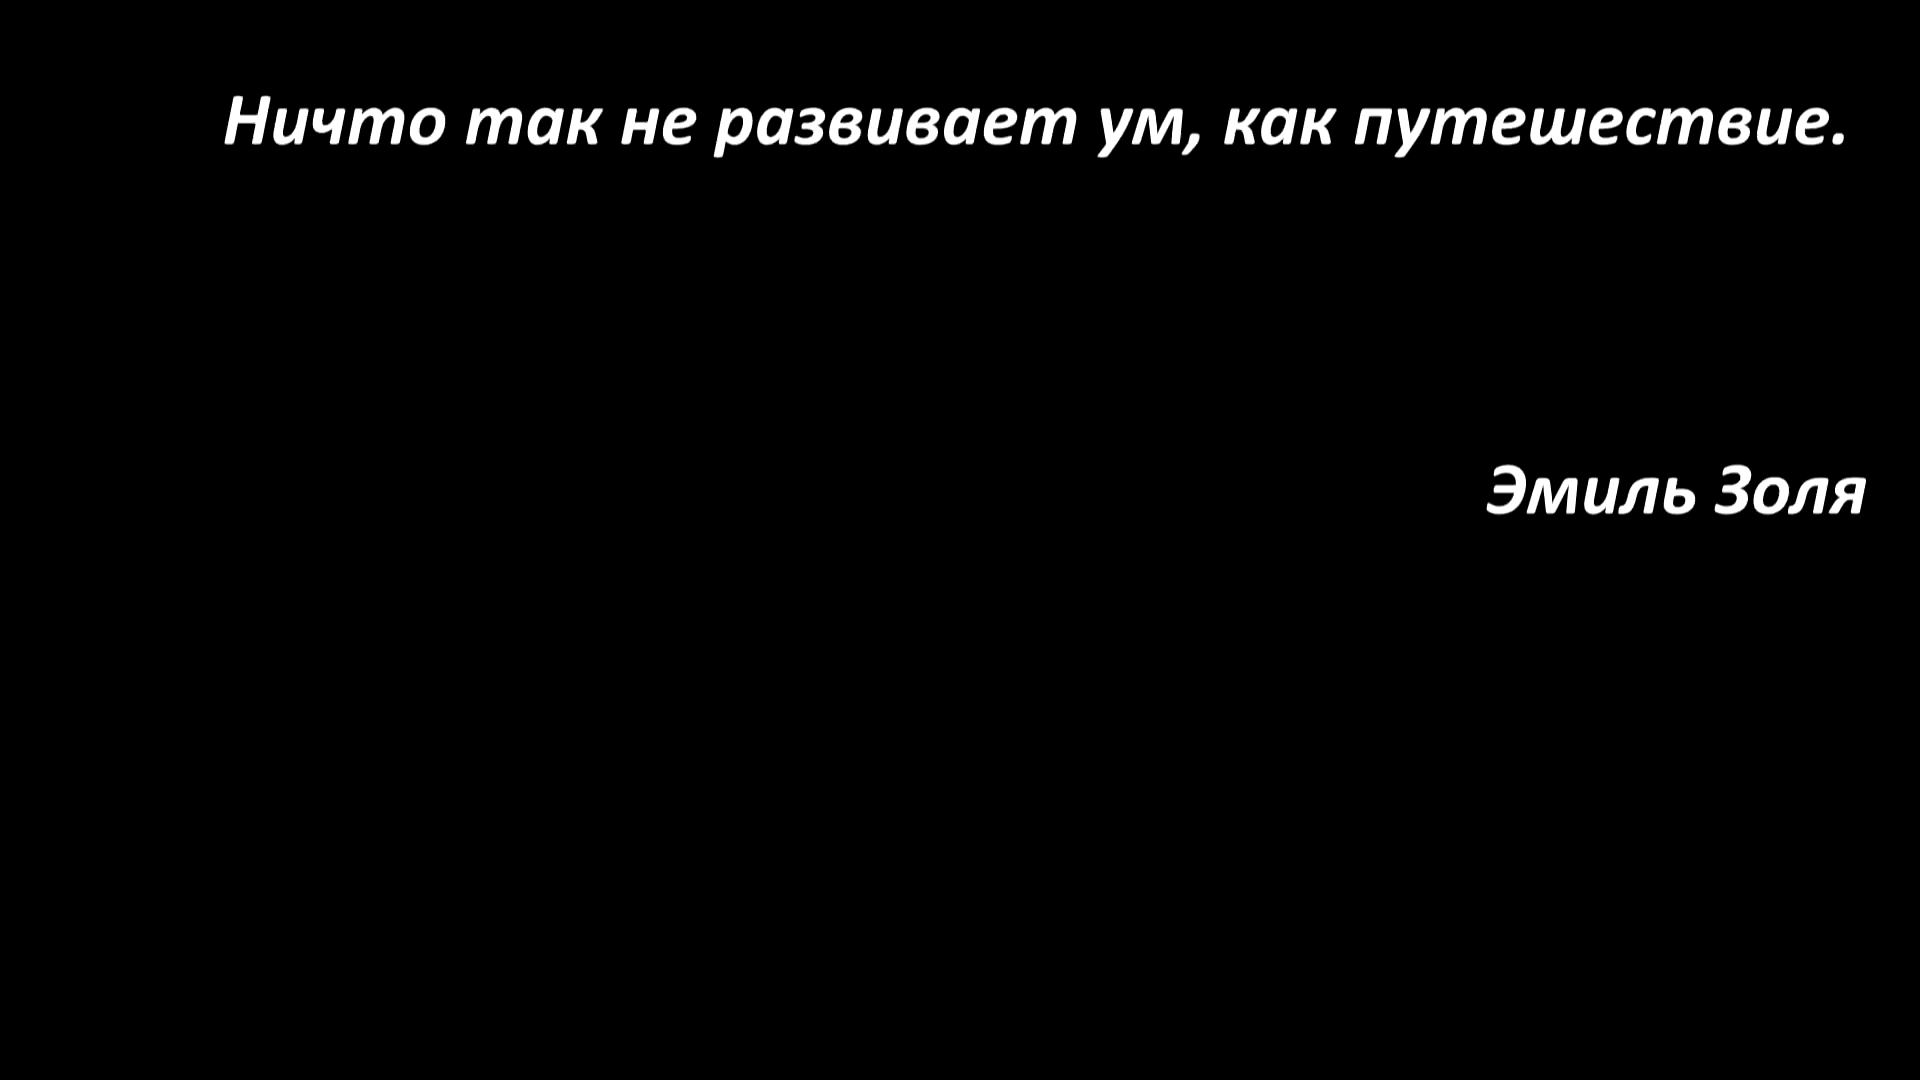 Ничто так не развивает ум, как путешествие.
Эмиль Золя